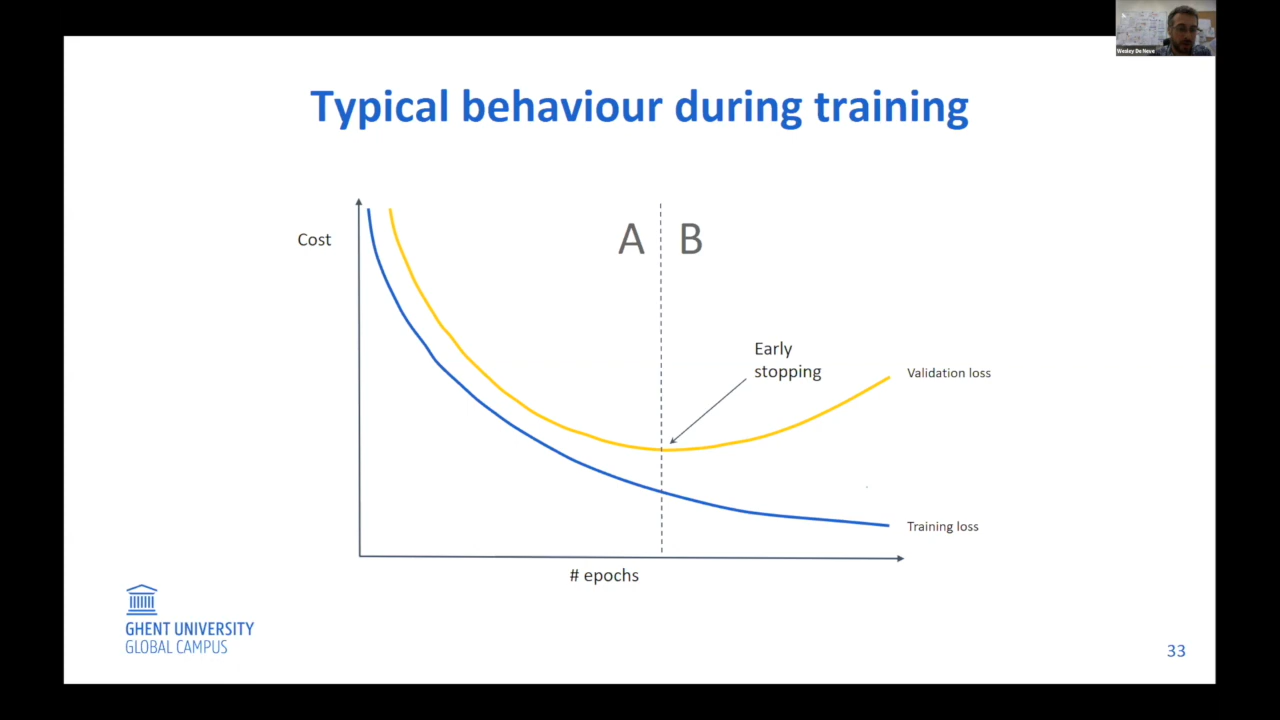 Wesley De Neve
Typical behaviour during training
Cost
A
B
Early
stopping
Validation loss
Training loss
# epochs
GHENT UNIVERSITY
GLOBAL CAMPUS
33